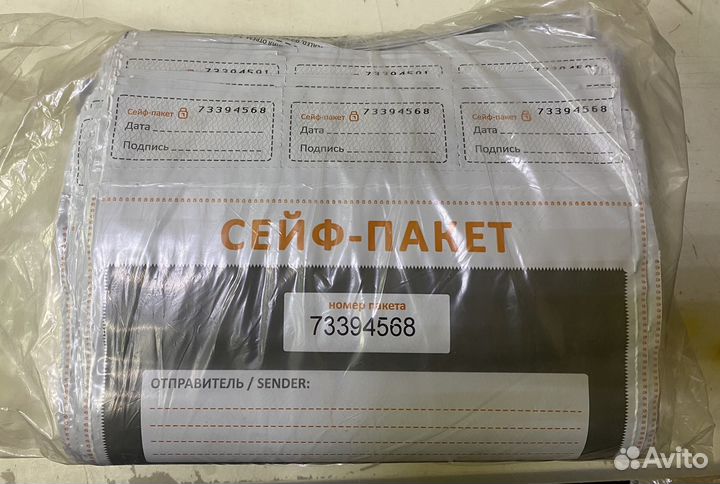 73394591 73394591
73394568 73394568 73394568
Сейф-пакет Сейф-пакет Сейф-пакет
Дата Дата Дата
Подпись Подпись Подпись
СЕЙФ-ПАКЕТ
номер пакета
73394568
ОТПРАВИТЕЛЬ / SENDER:
Avito